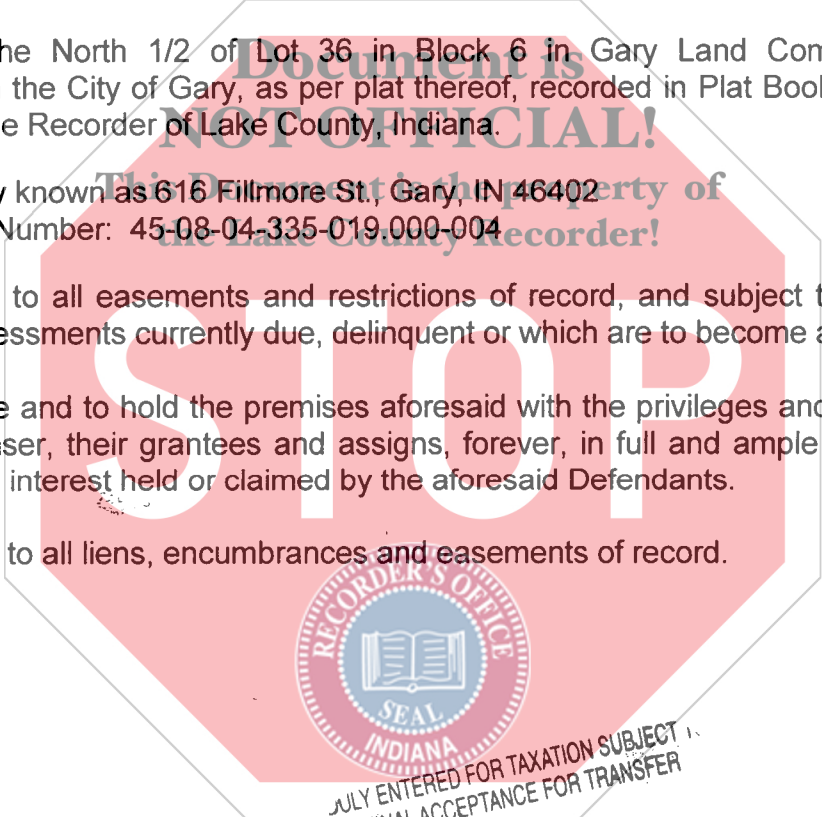 he North 1/2 of Lot 36 in Block 6 in Gary Land Com
Document is
the City of Gary, as per plat thereof, recorded in Plat Book
NOT OFFICIAL!
e Recorder of Lake County, Indiana.
This Document is the property of
y known as 616 Fillmore St., Gary, IN 46402
the Lake County Recorder!
Number: 45-08-04-335-019.000-004
STOP
to all easements and restrictions of record, and subject t
essments currently due, delinquent or which are to become a
e and to hold the premises aforesaid with the privileges and
ser, their grantees and assigns, forever, in full and ample
interest held or claimed by the aforesaid Defendants.
to all liens, encumbrances and easements of record.
RECORDER'S OFFICE
SEAL
INDIANA
ULY ENTERED FOR TAXATION SUBJECT
ACCEPTANCE FOR TRANSFER